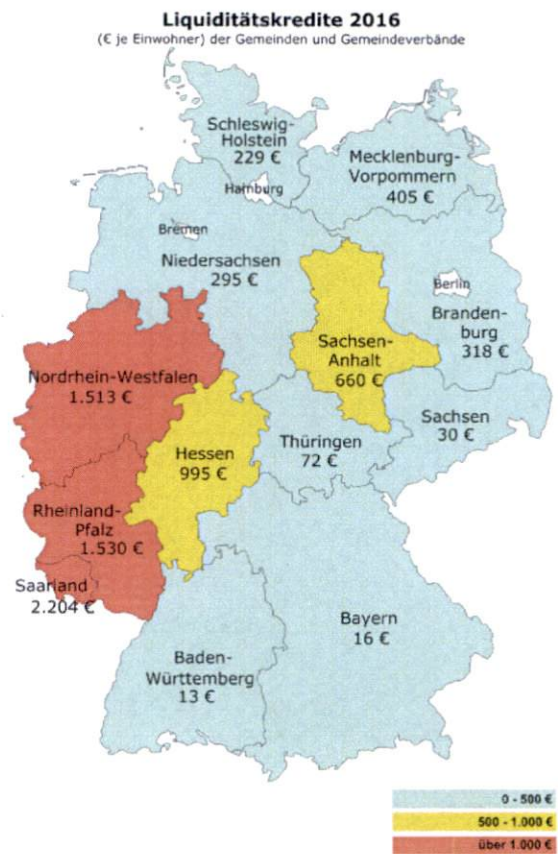 Liquiditätskredite 2016
(€ je Einwohner) der Gemeinden und Gemeindeverbände
Schleswig-
Holstein
229 €
Mecklenburg-
Vorpommern
405 €
Hamburg
Bremen
Niedersachsen
295 €
Berlin
Branden-
burg
318 €
Sachsen-
Anhalt
660 €
Nordrhein-Westfalen
1.513 €
Sachsen
30 €
Thüringen
72 €
Hessen
995 €
Rheinland-
Pfalz
1.530 €
Saarland
2.204 €
Bayern
16 €
Baden-
Württemberg
13 €
0 - 500 €
500 - 1.000 €
über 1.000 €